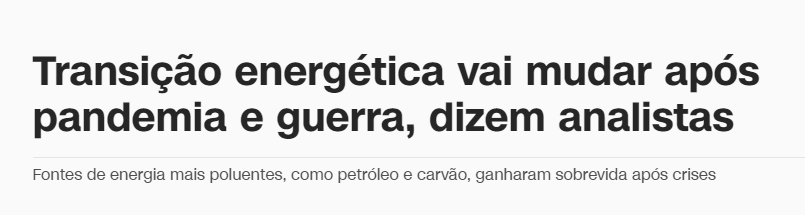 Transição energética vai mudar após
pandemia e guerra, dizem analistas
Fontes de energia mais poluentes, como petróleo e carvão, ganharam sobrevida após crises